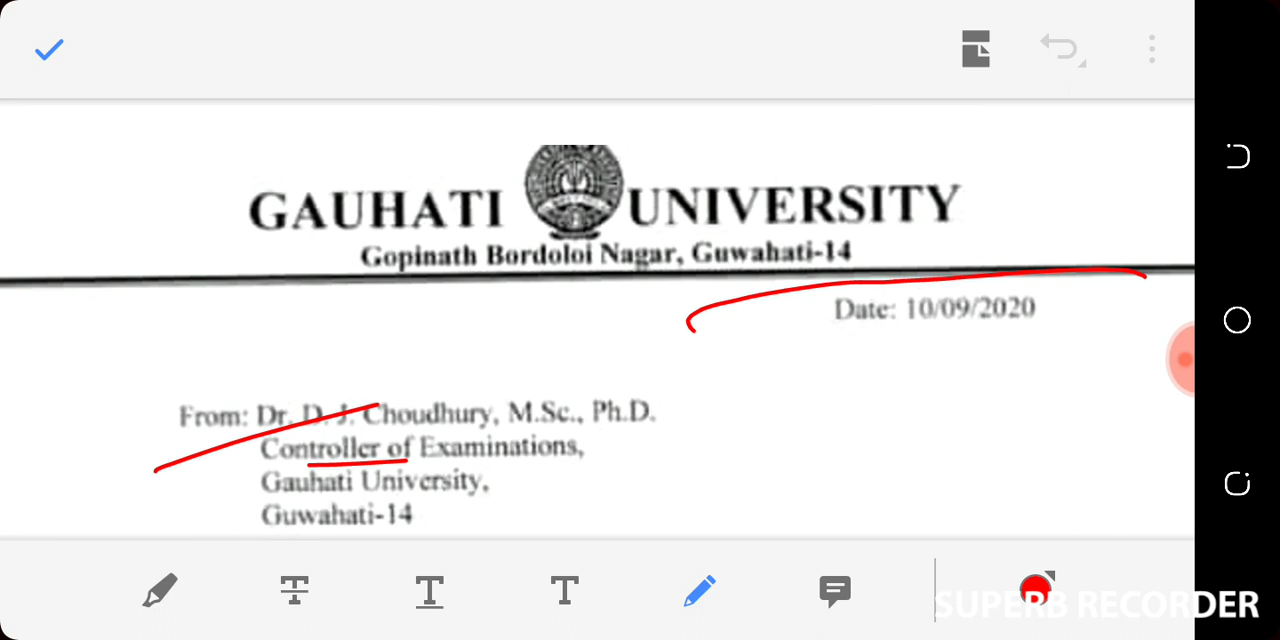 GAUHATI UNIVERSITY
Gopinath Bordoloi Nagar, Guwahati-14
Date: 10/09/2020
From: Dr. D. J. Choudhury, M.Sc., Ph.D.
Controller of Examinations,
Gauhati University,
Guwahati-14
T T T
SUPERB RECORDER